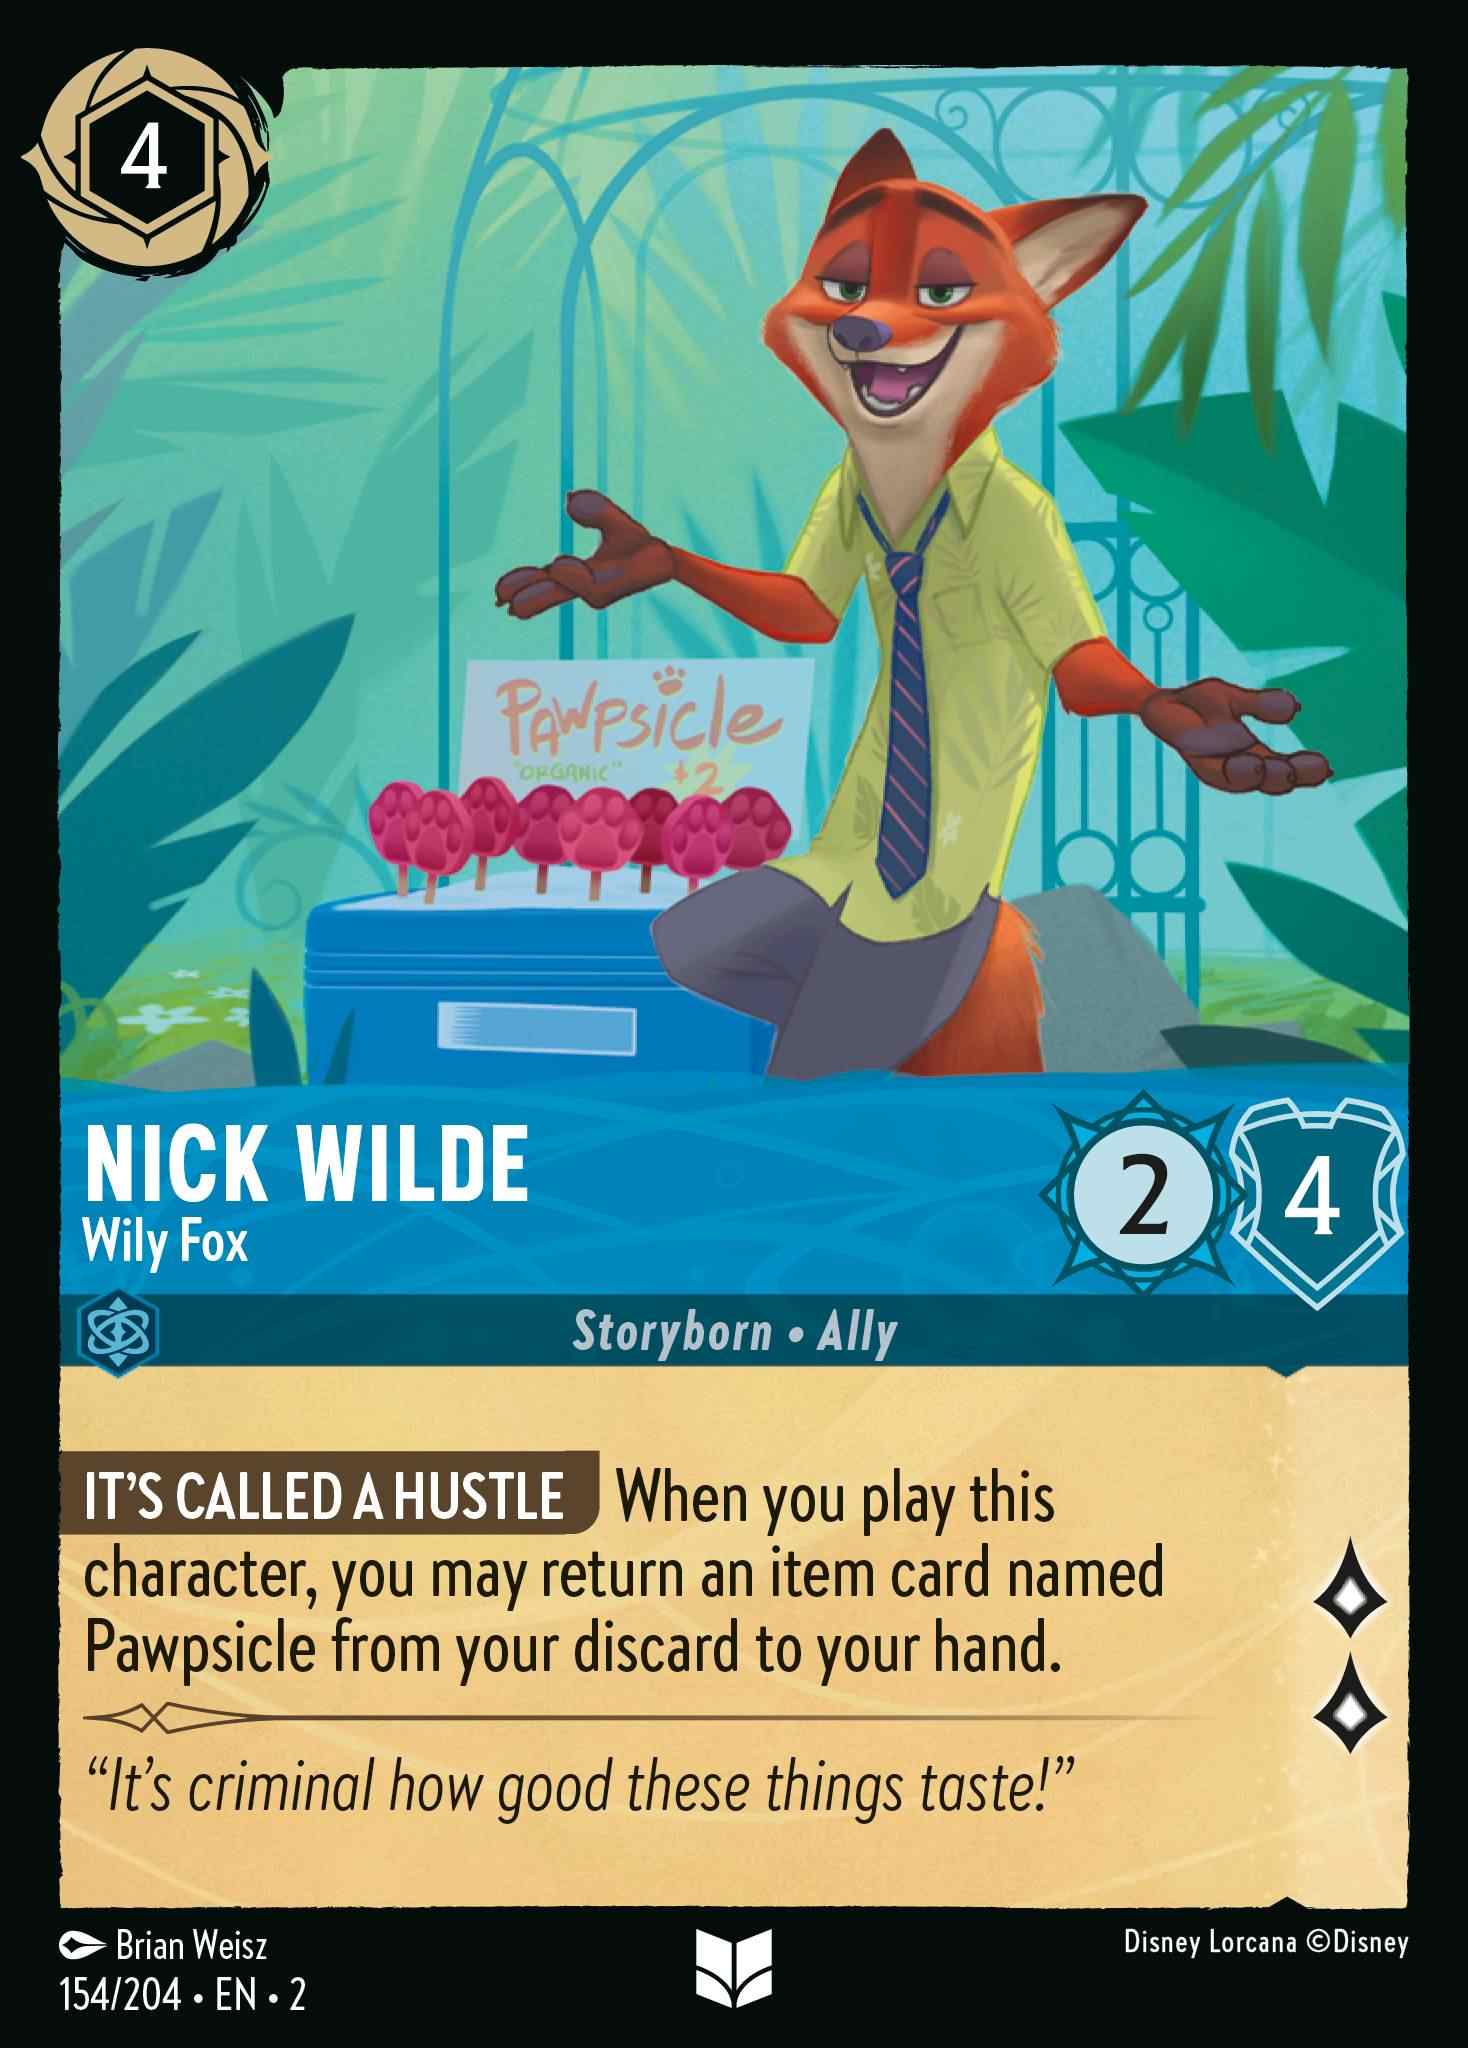 4
PAWPSiCle
"ORGANIC" $2
NICK WILDE
Wily Fox
2 4
Storyborn • Ally
IT’S CALLED A HUSTLE When you play this
character, you may return an item card named
Pawpsicle from your discard to your hand.
“It’s criminal how good these things taste!”
Brian Weisz
154/204 • EN • 2
Disney Lorcana ©Disney